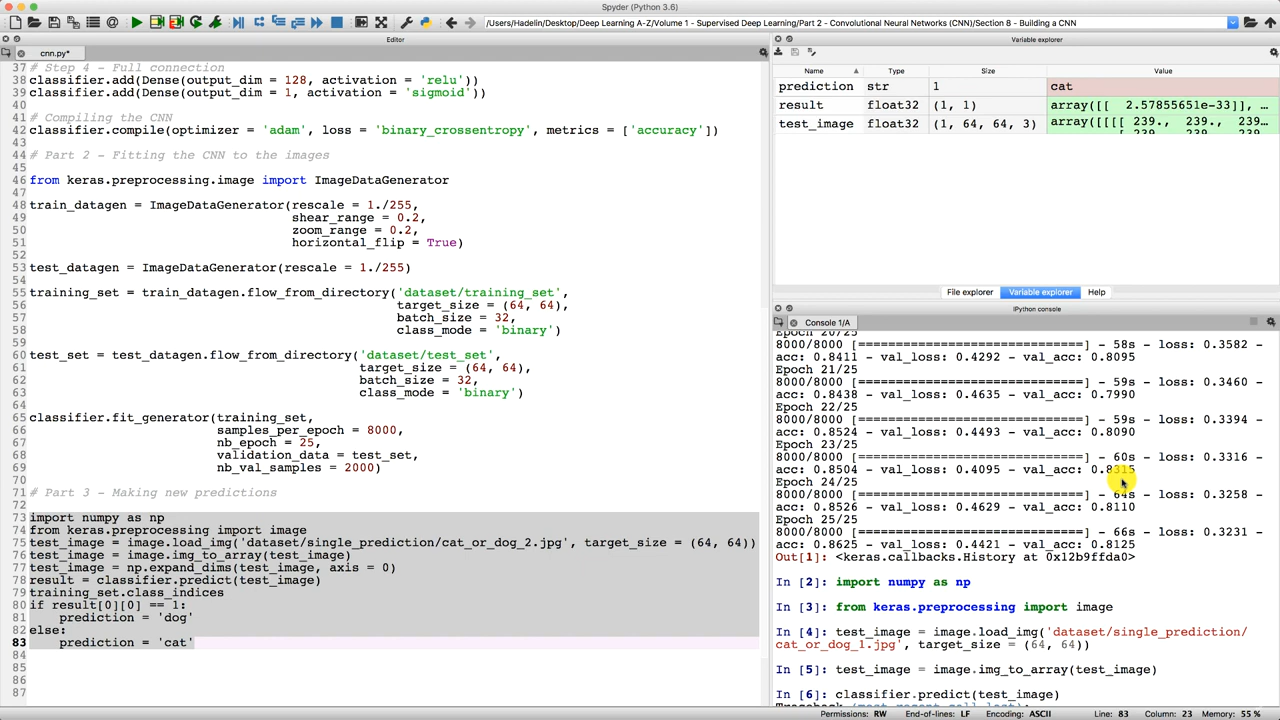 Spyder (Python 3.6)
/Users/Hadelin/Desktop/Deep Learning A-Z/Volume 1 - Supervised Deep Learning/Part 2 - Convolutional Neural Networks (CNN)/Section 8 - Building a CNN
Editor
cnn.py*
37 # Step 4 - Full connection
38 classifier.add(Dense(output_dim = 128, activation = 'relu'))
39 classifier.add(Dense(output_dim = 1, activation = 'sigmoid'))
40
41 # Compiling the CNN
42 classifier.compile(optimizer = 'adam', loss = 'binary_crossentropy', metrics = ['accuracy'])
43
44 # Part 2 - Fitting the CNN to the images
45
46 from keras.preprocessing.image import ImageDataGenerator
47
48 train_datagen = ImageDataGenerator(rescale = 1./255,
49 shear_range = 0.2,
50 zoom_range = 0.2,
51 horizontal_flip = True)
52
53 test_datagen = ImageDataGenerator(rescale = 1./255)
54
55 training_set = train_datagen.flow_from_directory('dataset/training_set',
56 target_size = (64, 64),
57 batch_size = 32,
58 class_mode = 'binary')
59
60 test_set = test_datagen.flow_from_directory('dataset/test_set',
61 target_size = (64, 64),
62 batch_size = 32,
63 class_mode = 'binary')
64
65 classifier.fit_generator(training_set,
66 samples_per_epoch = 8000,
67 nb_epoch = 25,
68 validation_data = test_set,
69 nb_val_samples = 2000)
70
71 # Part 3 - Making new predictions
72
73 import numpy as np
74 from keras.preprocessing import image
75 test_image = image.load_img('dataset/single_prediction/cat_or_dog_2.jpg', target_size = (64, 64))
76 test_image = image.img_to_array(test_image)
77 test_image = np.expand_dims(test_image, axis = 0)
78 result = classifier.predict(test_image)
79 training_set.class_indices
80 if result[0][0] == 1:
81 prediction = 'dog'
82 else:
83 prediction = 'cat'
84
85
86
87
Variable explorer
Name Type Size Value
prediction str 1 cat
result float32 (1, 1) array([[ 2.57855651e-33]], …
test_image float32 (1, 64, 64, 3) array([[[[ 239., 239., 239…
[ 239., 239., 239
File explorer Variable explorer Help
IPython console
Console 1/A
Epoch 20/25
8000/8000 [==============================] - 58s - loss: 0.3582 -
acc: 0.8411 - val_loss: 0.4292 - val_acc: 0.8095
Epoch 21/25
8000/8000 [==============================] - 59s - loss: 0.3460 -
acc: 0.8438 - val_loss: 0.4635 - val_acc: 0.7990
Epoch 22/25
8000/8000 [==============================] - 59s - loss: 0.3394 -
acc: 0.8524 - val_loss: 0.4493 - val_acc: 0.8090
Epoch 23/25
8000/8000 [==============================] - 60s - loss: 0.3316 -
acc: 0.8504 - val_loss: 0.4095 - val_acc: 0.8315
Epoch 24/25
8000/8000 [==============================] - 64s - loss: 0.3258 -
acc: 0.8526 - val_loss: 0.4629 - val_acc: 0.8110
Epoch 25/25
8000/8000 [==============================] - 66s - loss: 0.3231 -
acc: 0.8625 - val_loss: 0.4421 - val_acc: 0.8125
Out[1]: <keras.callbacks.History at 0x12b9ffda0>
In [2]: import numpy as np
In [3]: from keras.preprocessing import image
In [4]: test_image = image.load_img('dataset/single_prediction/
cat_or_dog_1.jpg', target_size = (64, 64))
In [5]: test_image = image.img_to_array(test_image)
In [6]: classifier.predict(test_image)
Traceback (most recent call last):
Permissions: RW End-of-lines: LF Encoding: ASCII Line: 83 Column: 23 Memory: 55 %